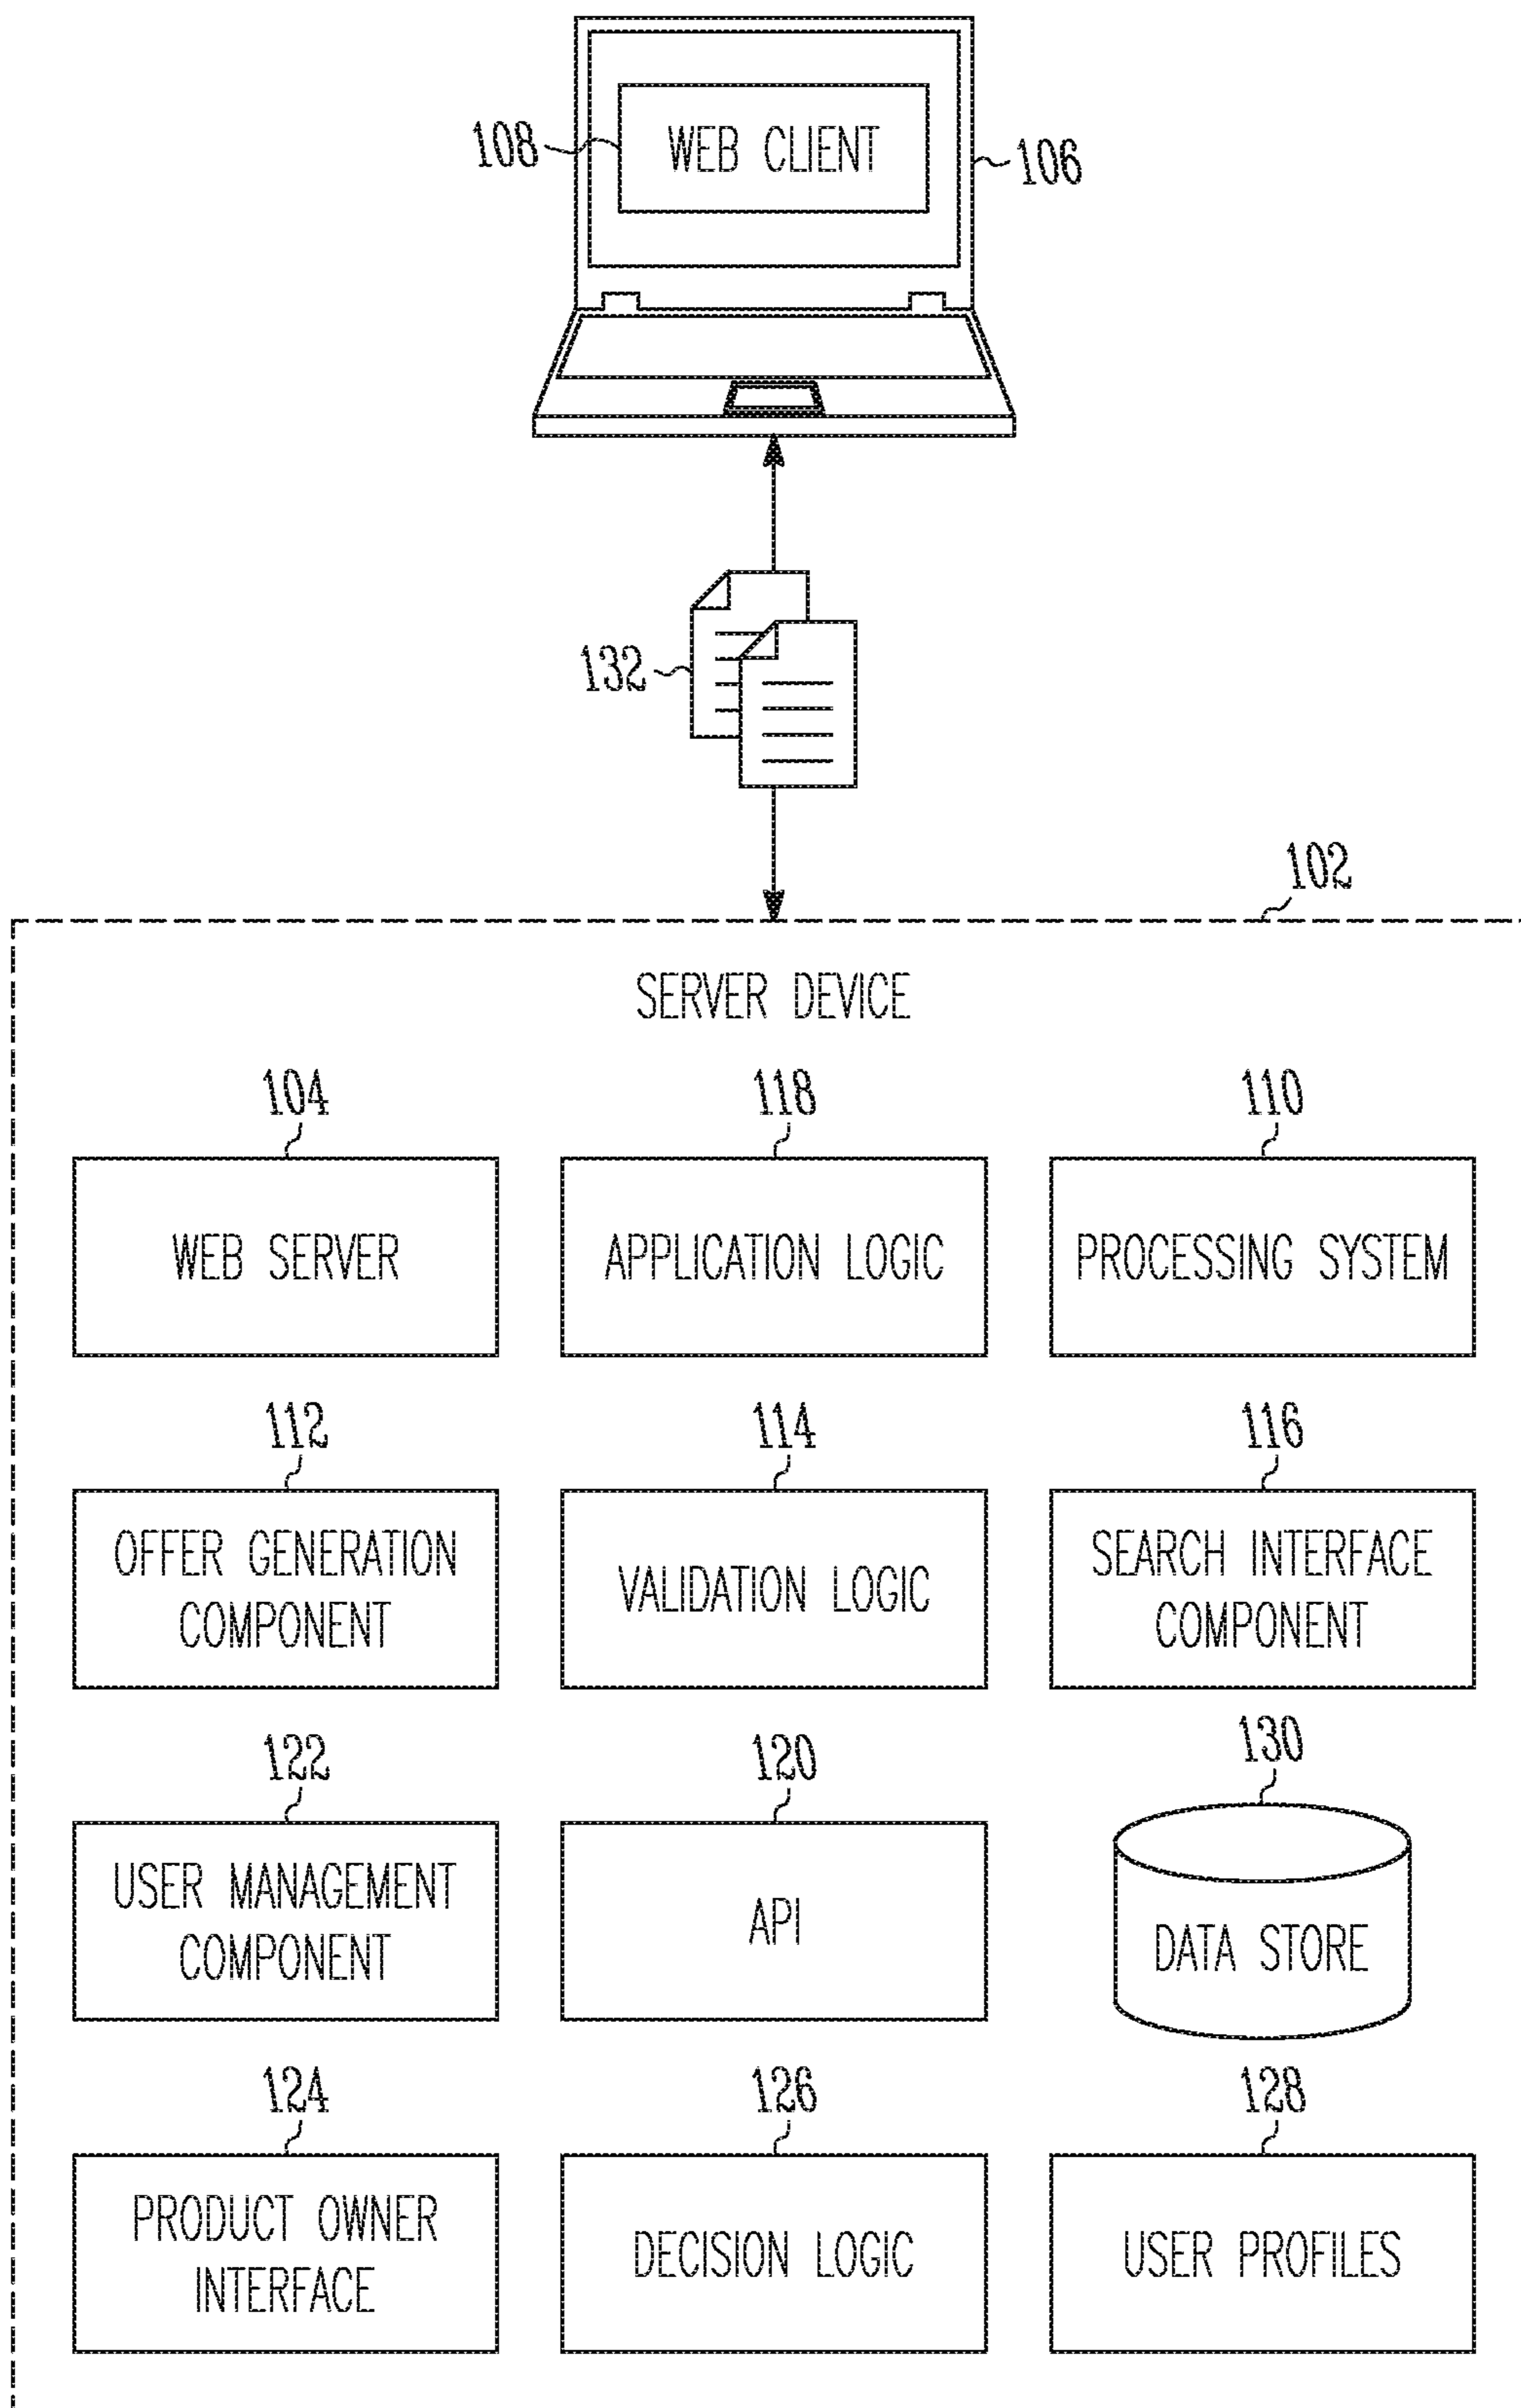 108
WEB CLIENT
106
132
102
SERVER DEVICE
104
118
110
WEB SERVER
APPLICATION LOGIC
PROCESSING SYSTEM
112
114
116
OFFER GENERATION
COMPONENT
VALIDATION LOGIC
SEARCH INTERFACE
COMPONENT
122
120
130
USER MANAGEMENT
COMPONENT
API
DATA STORE
124
126
128
PRODUCT OWNER
INTERFACE
DECISION LOGIC
USER PROFILES